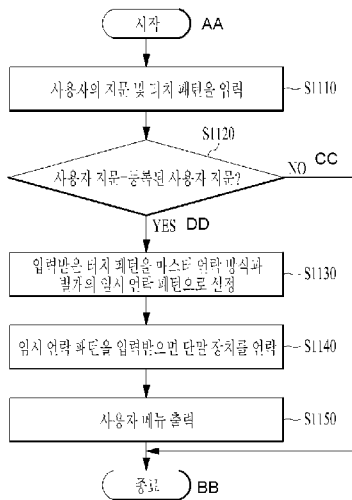 시작 AA
사용자의 지문 및 터치 패턴을 입력 S1110
S1120
사용자 지문=등록된 사용자 지문?
NO CC
YES DD
입력받은 터치 패턴을 마스터 언락 방식과
별개의 임시 언락 패턴으로 설정 S1130
임시 언락 패턴을 입력받으면 단말 장치를 언락 S1140
사용자 메뉴 출력 S1150
종료 BB